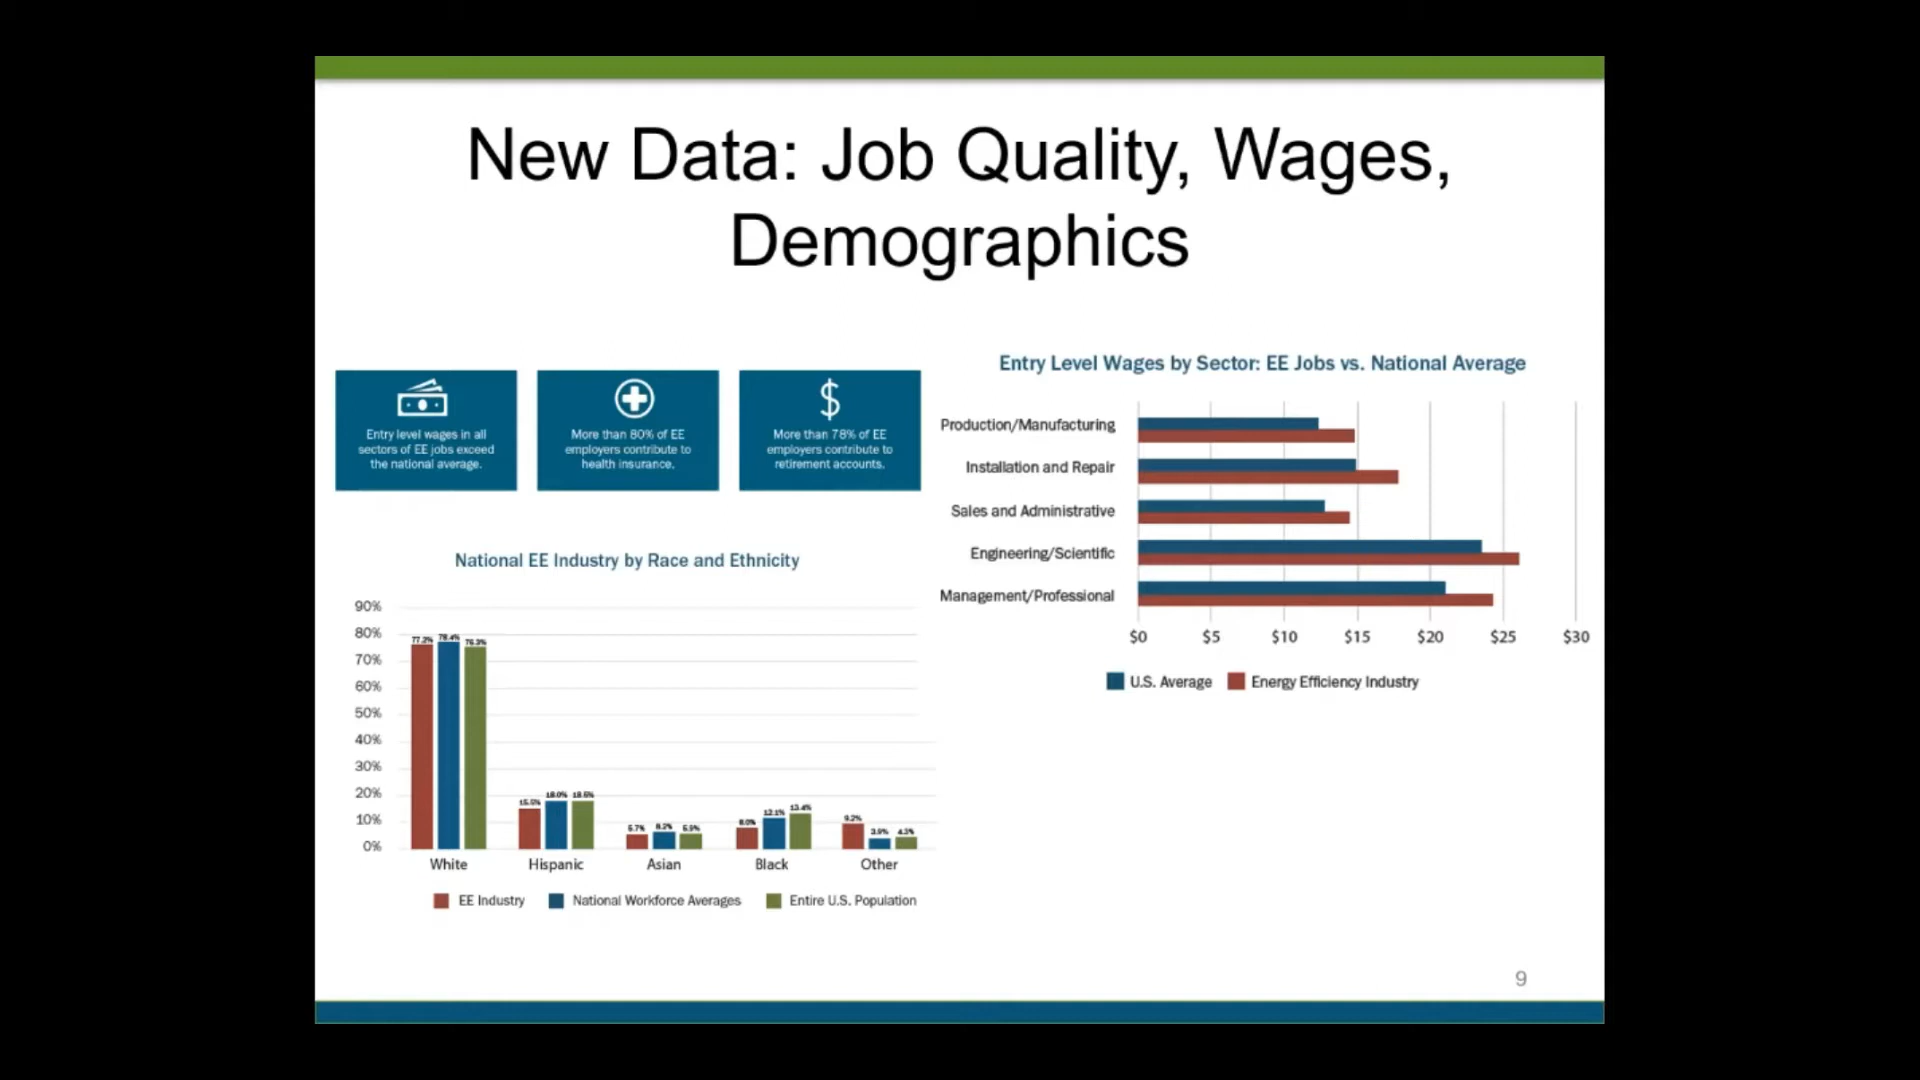 New Data: Job Quality, Wages,
Demographics
Entry level wages in all
sectors of EE jobs exceed
the national average.
More than 80% of EE
employers contribute to
health insurance.
More than 78% of EE
employers contribute to
retirement accounts.
Entry Level Wages by Sector: EE Jobs vs. National Average
Production/Manufacturing
Installation and Repair
Sales and Administrative
Engineering/Scientific
Management/Professional
$0 $5 $10 $15 $20 $25 $30
U.S. Average Energy Efficiency Industry
National EE Industry by Race and Ethnicity
90%
80%
70%
60%
50%
40%
30%
20%
10%
0%
77.2% 78.4% 76.3%
15.5% 18.0% 18.5%
5.7% 5.9%
8.0% 12.1% 13.4%
9.2% 3.9% 4.3%
White Hispanic Asian Black Other
EE Industry National Workforce Averages Entire U.S. Population
9